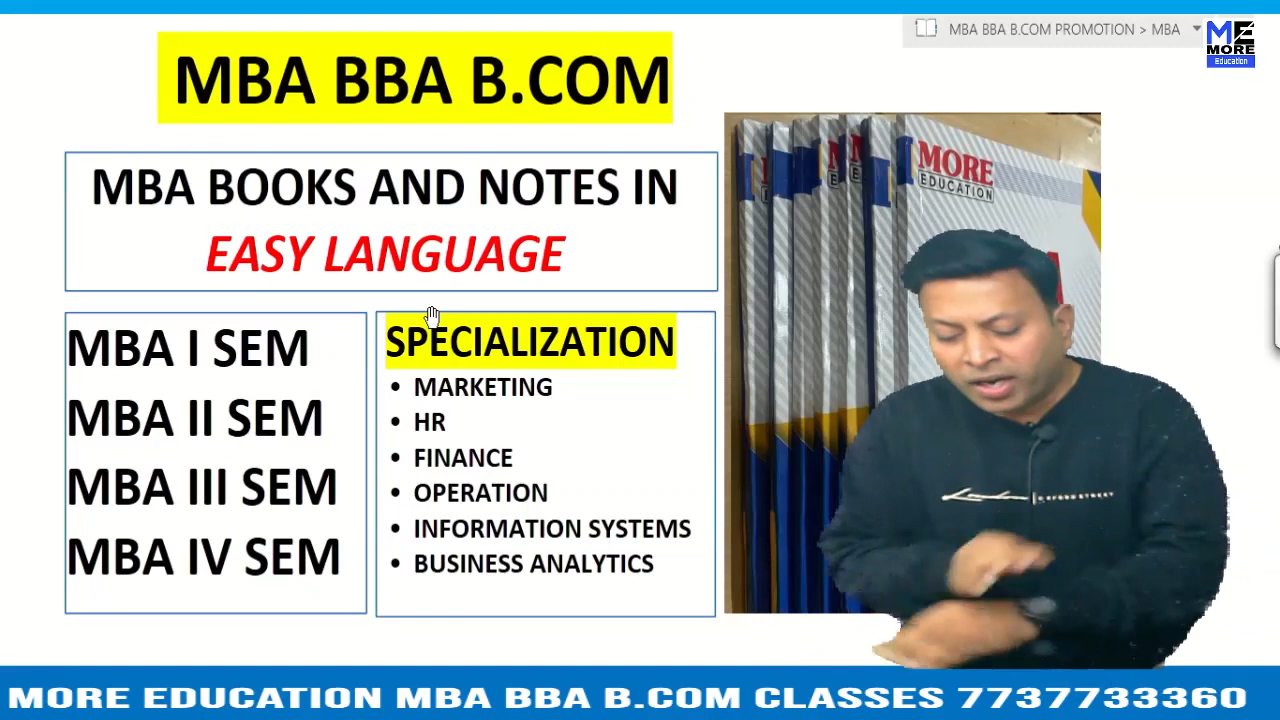 MBA BBA B.COM PROMOTION > MBA
ME
MORE
Education
MBA BBA B.COM
MBA BOOKS AND NOTES IN
EASY LANGUAGE
MBA I SEM
MBA II SEM
MBA III SEM
MBA IV SEM
SPECIALIZATION
• MARKETING
• HR
• FINANCE
• OPERATION
• INFORMATION SYSTEMS
• BUSINESS ANALYTICS
MORE
EDUCATION
MORE EDUCATION MBA BBA B.COM CLASSES 7737733360